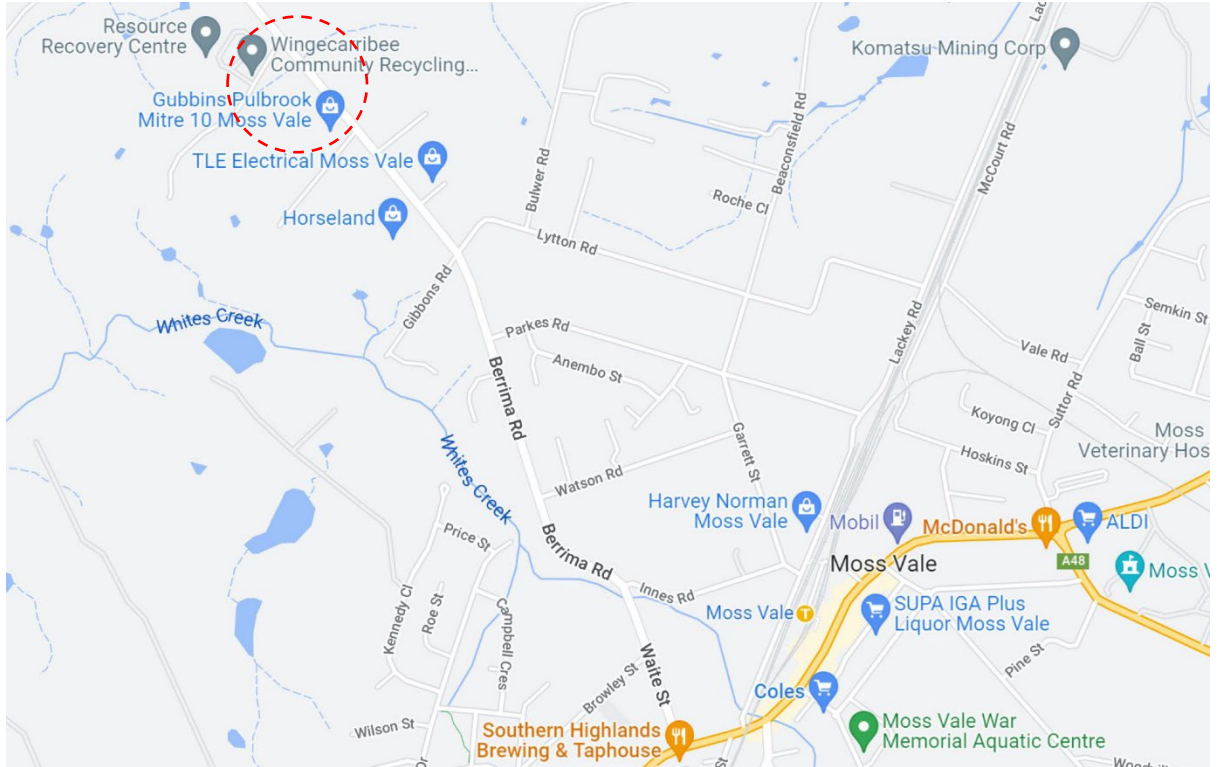 Resource
Recovery Centre
Wingecarribee
Community Recycling...
Komatsu Mining Corp
Gubbins Pulbrook
Mitre 10 Moss Vale
TLE Electrical Moss Vale
Horseland
Bulwer Rd
Beaconsfield Rd
Roche Cl
McCourt Rd
Lytton Rd
Gibbons Rd
Whites Creek
Parkes Rd
Anembo St
Lackey Rd
Vale Rd
Semkin St
Ball St
Suttor Rd
Koyong Cl
Hoskins St
Moss
Veterinary Hos
Berrima Rd
Whites Creek
Garrett St
Watson Rd
Harvey Norman
Moss Vale
Mobil
McDonald's
ALDI
A48
Moss Vale
Moss V
Price St
Berrima Rd
Innes Rd
Moss Vale
SUPA IGA Plus
Liquor Moss Vale
Kennedy Cl
Roe St
Campbell Cres
Waite St
Browley St
Pine St
Coles
Wilson St
Southern Highlands
Brewing & Taphouse
Moss Vale War
Memorial Aquatic Centre
Dr
St